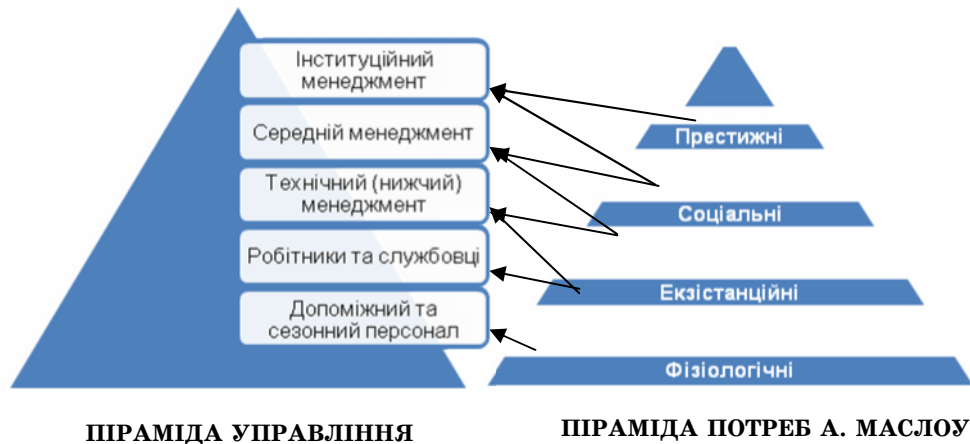 Інституційний
менеджмент
Середній менеджмент
Технічний (нижчий)
менеджмент
Робітники та службовці
Допоміжний та
сезонний персонал
Престижні
Соціальні
Екзістанційні
Фізіологічні
ПІРАМІДА УПРАВЛІННЯ
ПІРАМІДА ПОТРЕБ А. МАСЛОУ